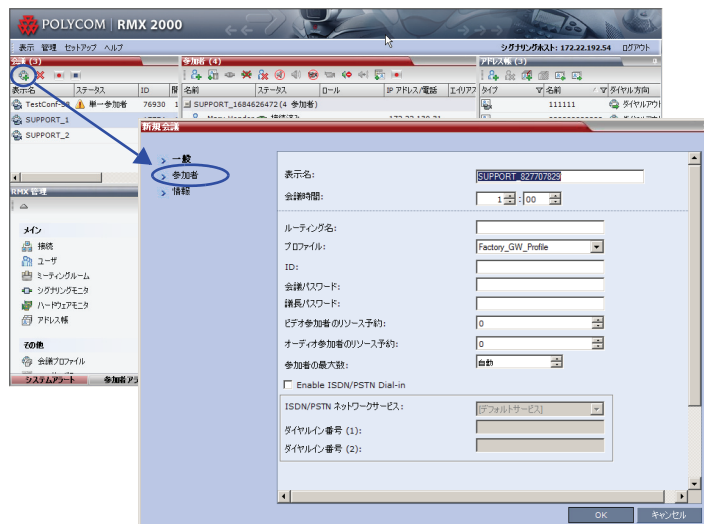 POLYCOM | RMX 2000
表示 管理 セットアップ ヘルプ
シグナリングホスト: 172.22.192.54 ログアウト
会議 (3)
参加者 (4)
アドレス帳 (3)
表示名 ステータス ID
名前 ステータス ロール IP アドレス/電話 エイリアス
タイプ 名前 ダイヤル方向
単一参加者 76930
SUPPORT_1684626472 (4 参加者)
111111 ダイヤルアウト
SUPPORT_1
SUPPORT_2
RMX 管理
メイン
接続
ユーザ
ミーティングルーム
シグナリングモニタ
ハードウェアモニタ
アドレス帳
その他
会議プロファイル
システムアラート
新規会議
一般
参加者
情報
表示名:
SUPPORT_827707829
会議時間:
1 : 00
ルーティング名:
プロファイル:
Factory_GW_Profile
ID:
会議パスワード:
議長パスワード:
ビデオ参加者のリソース予約:
0
オーディオ参加者のリソース予約:
0
参加者の最大数:
自動
Enable ISDN/PSTN Dial-in
ISDN/PSTN ネットワークサービス:
[デフォルトサービス]
ダイヤルイン番号 (1):
ダイヤルイン番号 (2):
OK
キャンセル